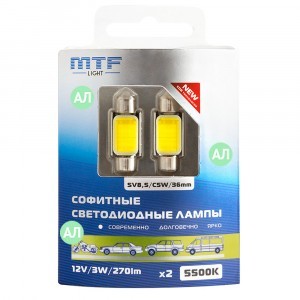 MTF
LIGHT
NEW
АЛ
SV8,5/C5W/36mm
АЛ
СОФИТНЫЕ
СВЕТОДИОДНЫЕ ЛАМПЫ
СОВРЕМЕННО ДОЛГОВЕЧНО ЯРКО
АЛ
12V/3W/270lm x2 5500K